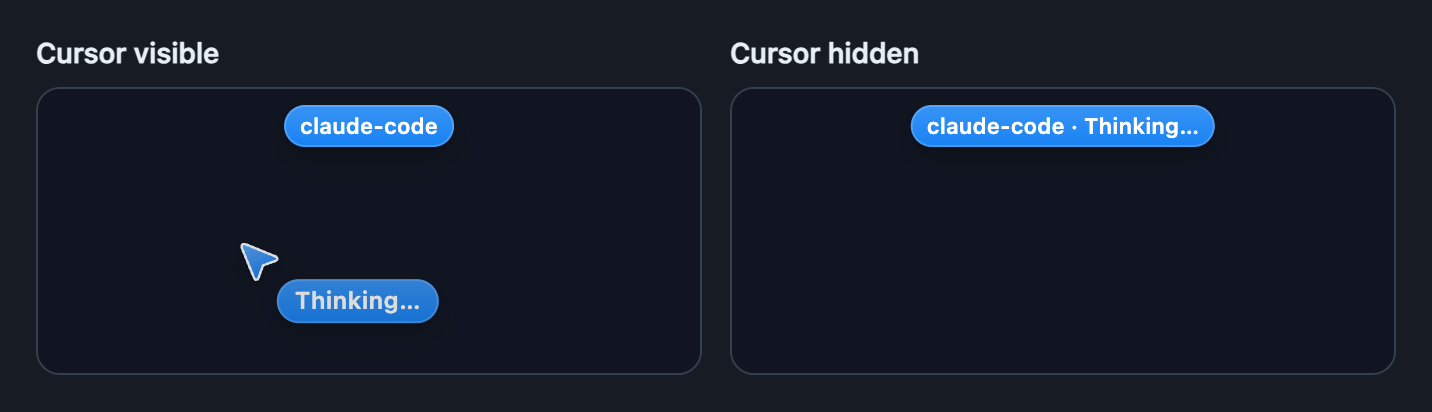 Cursor visible
claude-code
Thinking...
Cursor hidden
claude-code · Thinking...